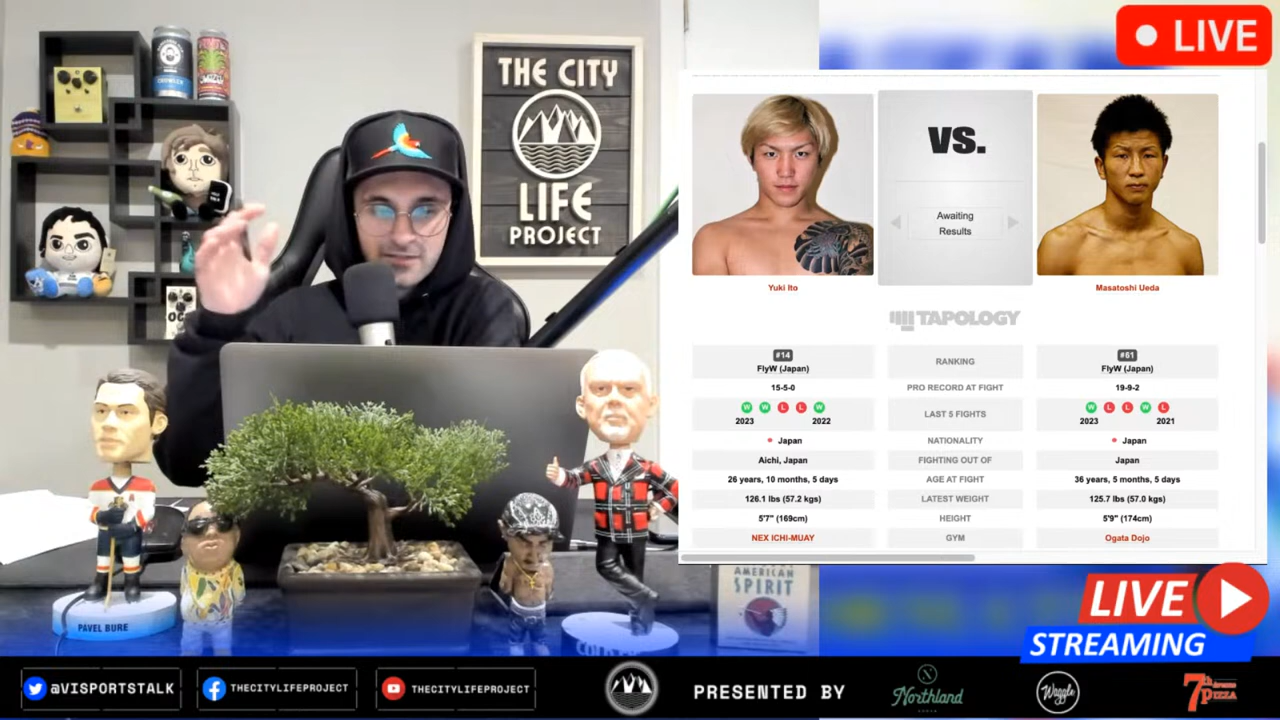 LIVE
THE CITY
LIFE
PROJECT
VS.
Awaiting
Results
Yuki Ito
Masatoshi Ueda
TAPOLOGY
#14
FlyW (Japan)
RANKING
#61
FlyW (Japan)
15-5-0
PRO RECORD AT FIGHT
19-9-2
W W L L W
2023 2022
LAST 5 FIGHTS
W L L W L
2023 2021
Japan
NATIONALITY
Japan
Aichi, Japan
FIGHTING OUT OF
Japan
26 years, 10 months, 5 days
AGE AT FIGHT
36 years, 5 months, 5 days
126.1 lbs (57.2 kgs)
LATEST WEIGHT
125.7 lbs (57.0 kgs)
5'7" (169cm)
HEIGHT
5'9" (174cm)
NEX ICHI-MUAY
GYM
Ogata Dojo
AMERICAN
SPIRIT
PAVEL BURE
LIVE
STREAMING
@VISPORTSTALK
THECITYLIFEPROJECT
THECITYLIFEPROJECT
PRESENTED BY
Northland
Waggle
7th
PIZZA